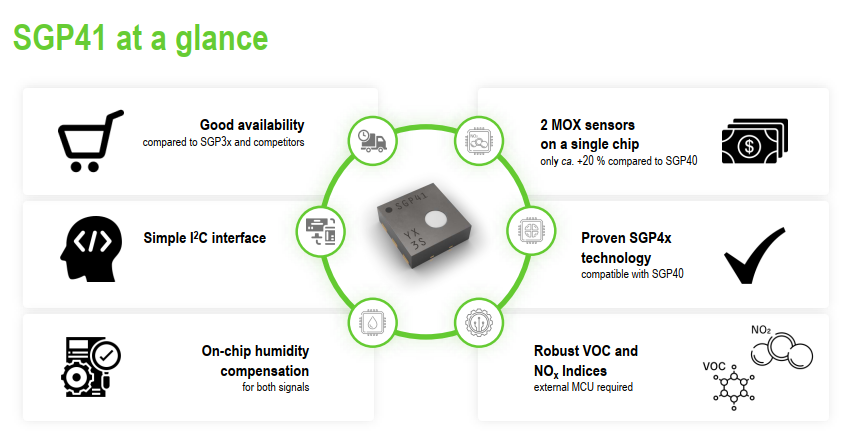 SGP41 at a glance
Good availability
compared to SGP3x and competitors
2 MOX sensors
on a single chip
only ca. +20 % compared to SGP40
$
NO₂
SGP41
YX
3S
</>
Simple I²C interface
Proven SGP4x
technology
compatible with SGP40
On-chip humidity
compensation
for both signals
Robust VOC and
NOₓ Indices
external MCU required
NO₂
VOC